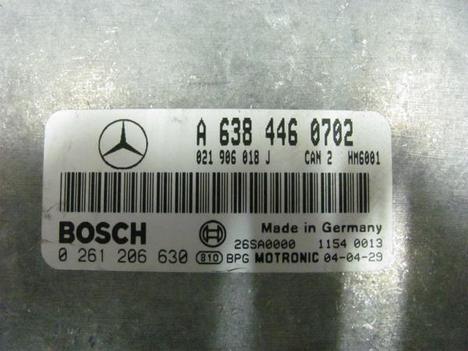 A 638 446 0702
021 906 018 J CAN 2 HM6001
BOSCH Made in Germany
26SA0000 1154 0013
0 261 206 630 810 BPG MOTRONIC 04-04-29